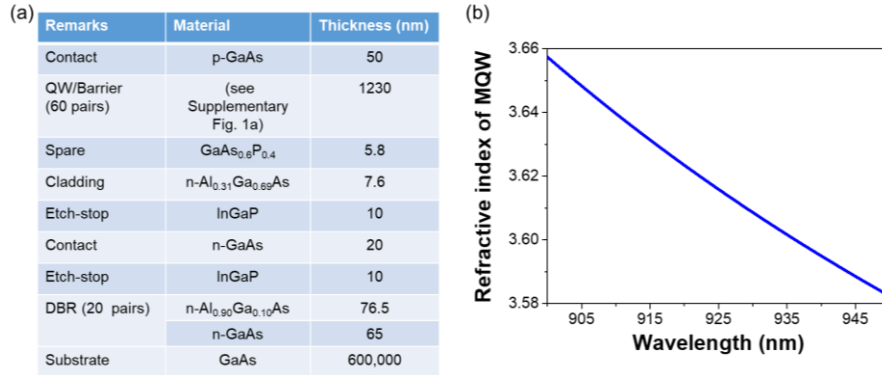 (a)
Remarks Material Thickness (nm)
Contact p-GaAs 50
QW/Barrier (see 1230
(60 pairs) Supplementary
Fig. 1a)
Spare GaAs0.6P0.4 5.8
Cladding n-Al0.31Ga0.69As 7.6
Etch-stop InGaP 10
Contact n-GaAs 20
Etch-stop InGaP 10
DBR (20 pairs) n-Al0.90Ga0.10As 76.5
n-GaAs 65
Substrate GaAs 600,000
(b)
Refractive index of MQW
3.66
3.64
3.62
3.60
3.58
905 915 925 935 945
Wavelength (nm)